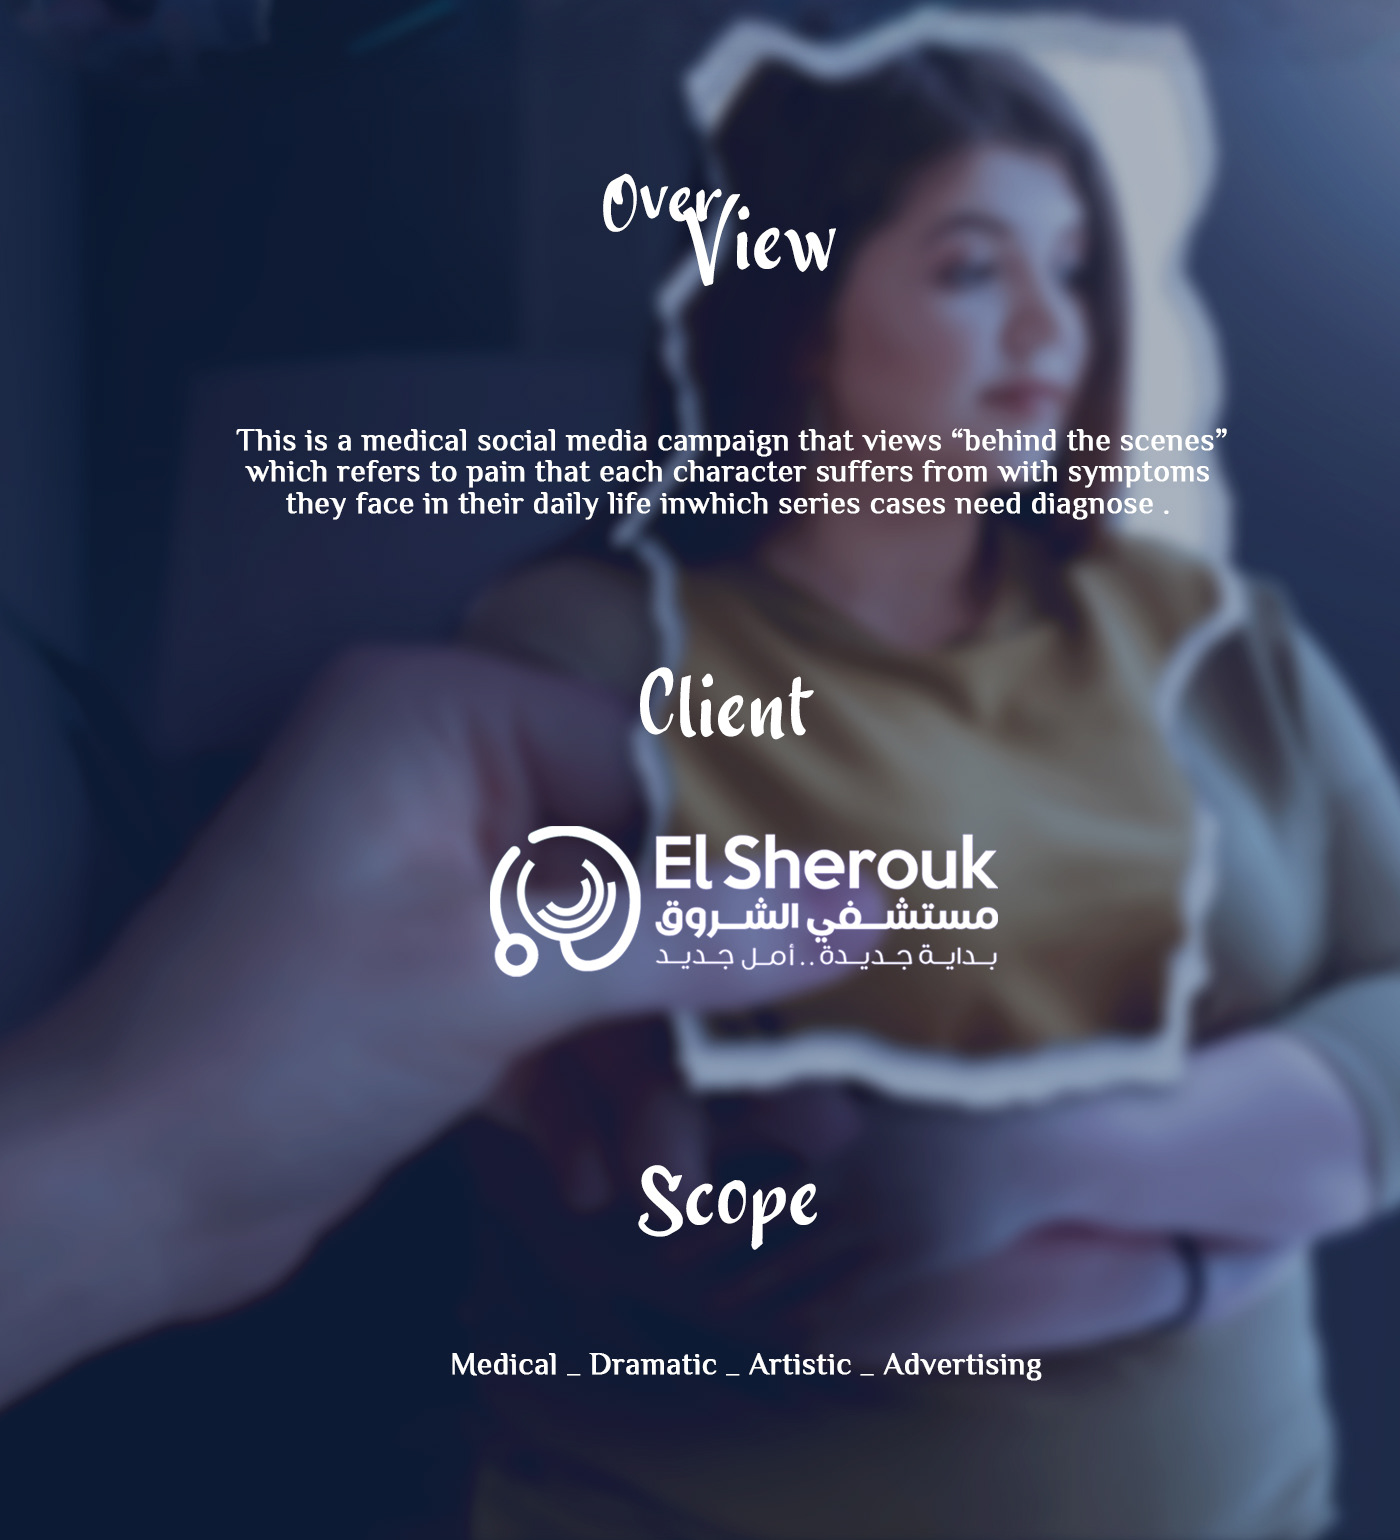 Over
View
This is a medical social media campaign that views “behind the scenes”
which refers to pain that each character suffers from with symptoms
they face in their daily life inwhich series cases need diagnose .
Client
El Sherouk
مستشفي الشروق
بداية جديدة..أمل جديد
Scope
Medical _ Dramatic _ Artistic _ Advertising